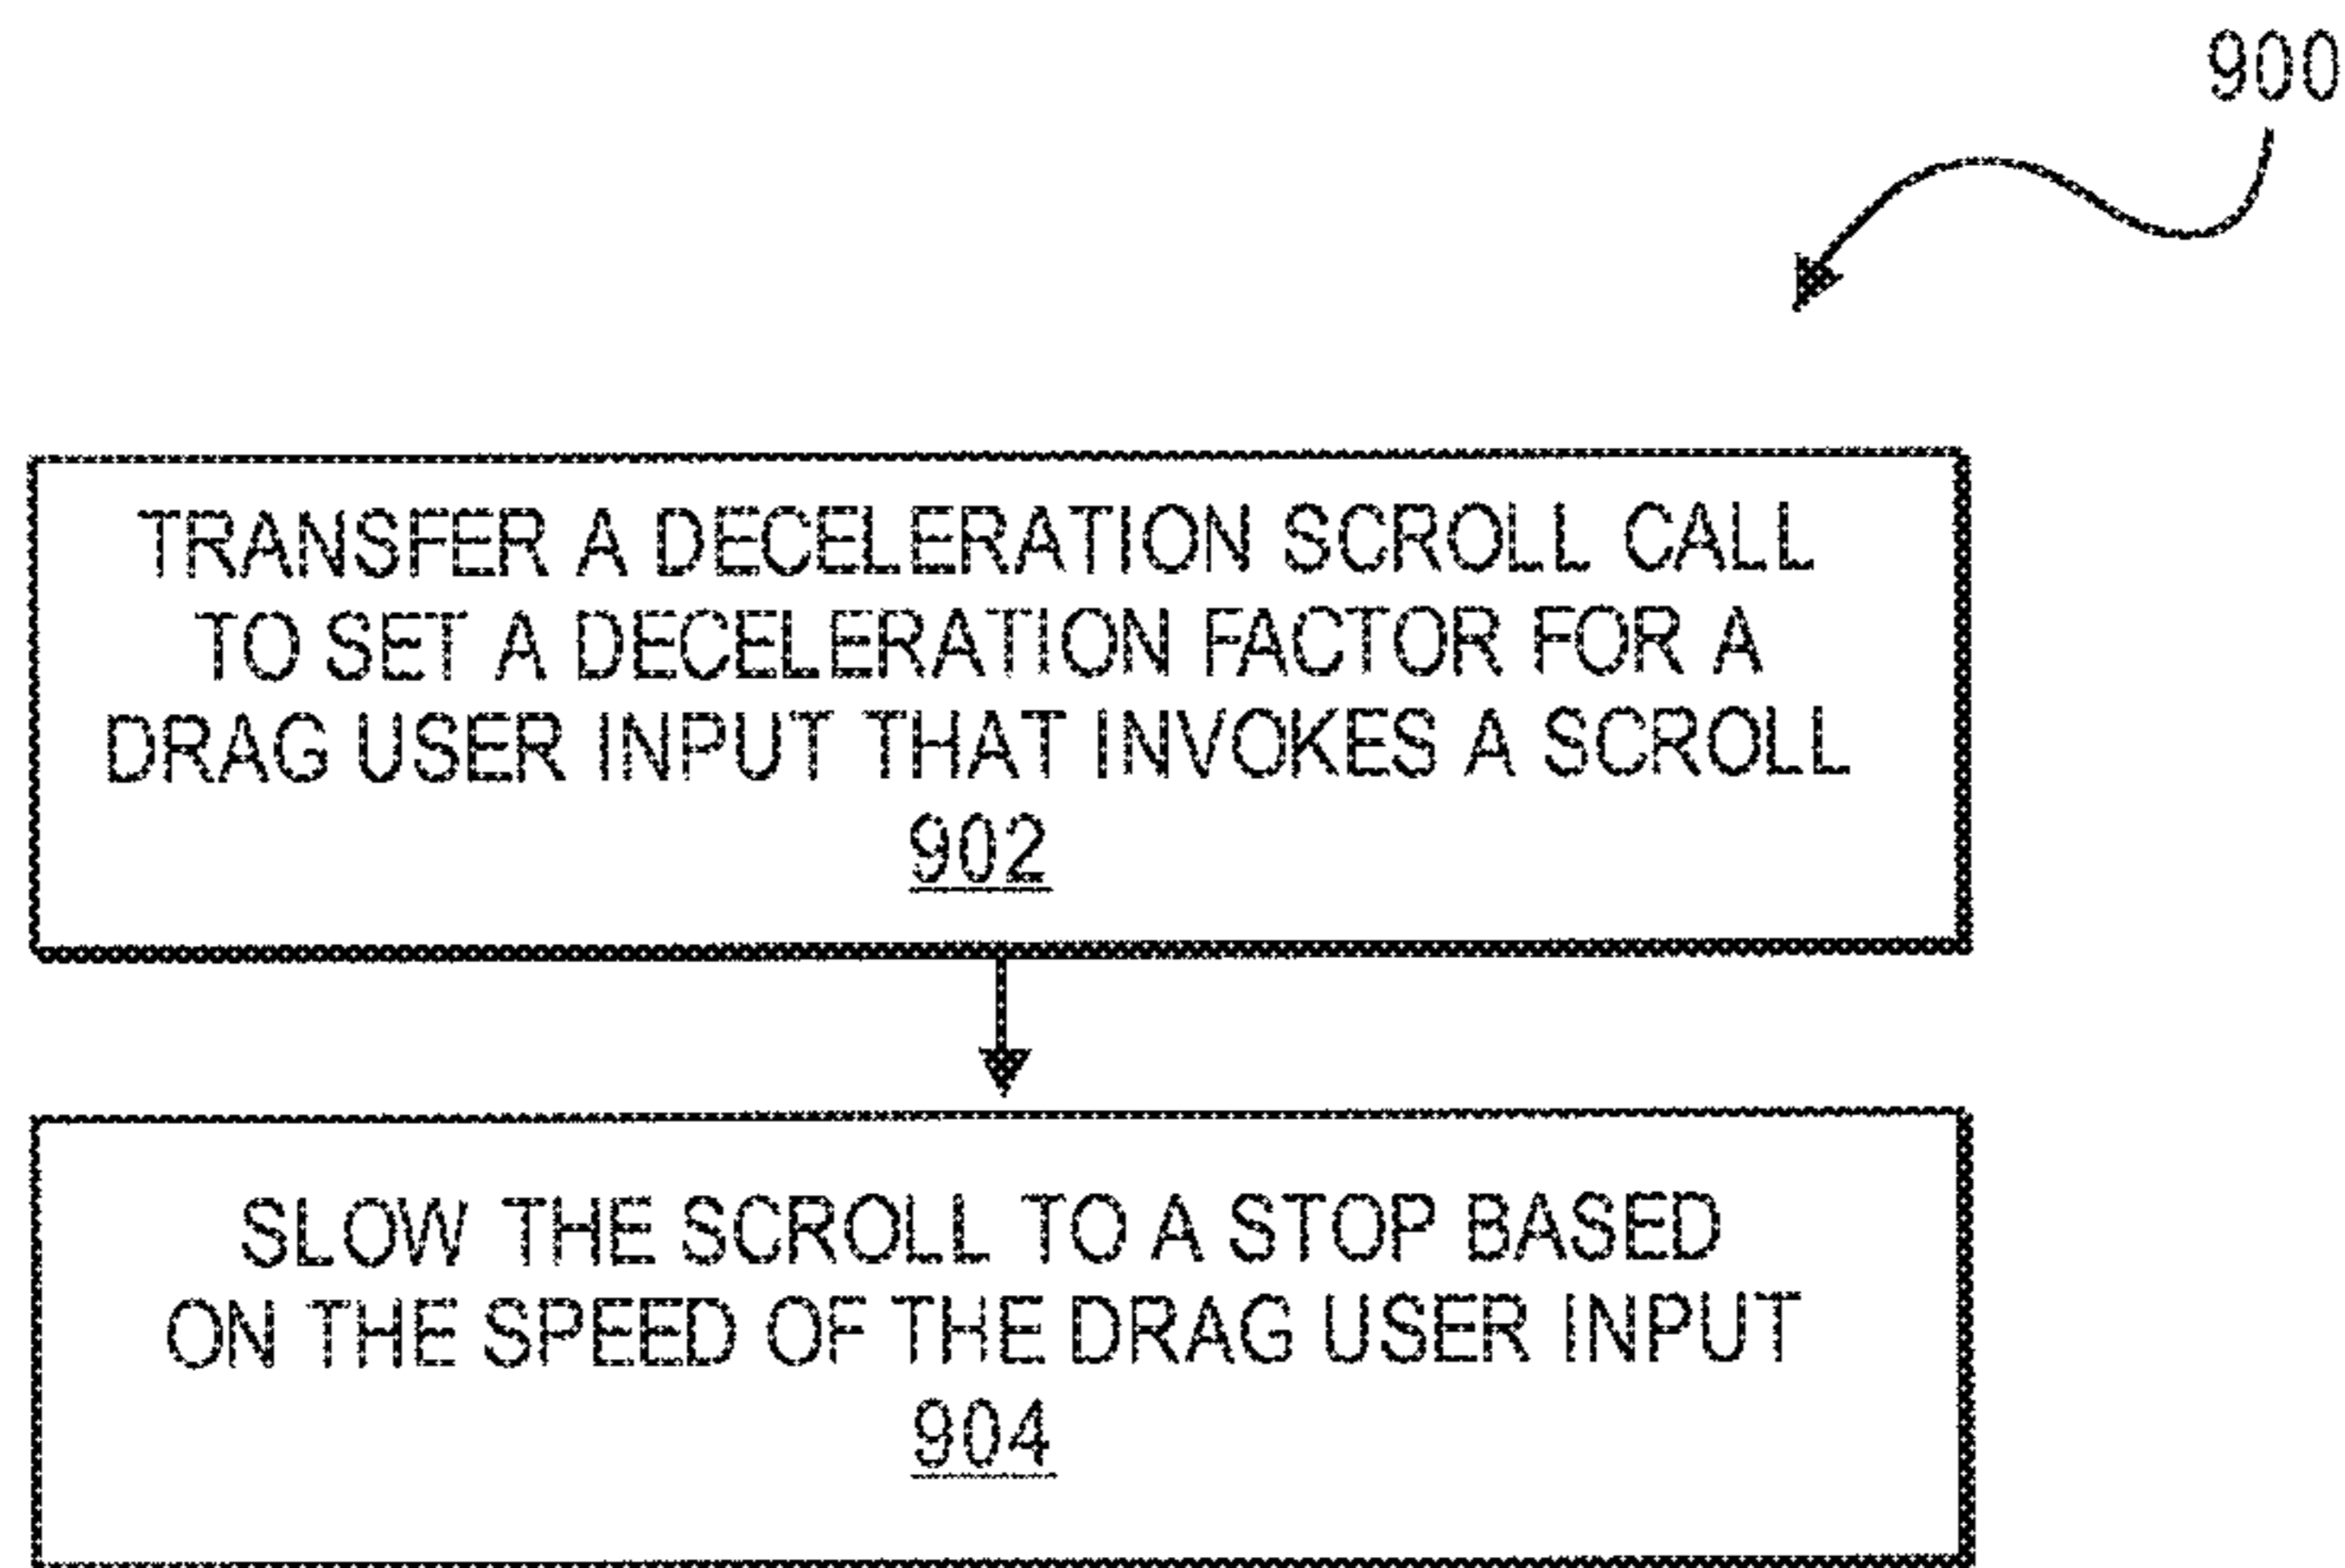 900
TRANSFER A DECELERATION SCROLL CALL
TO SET A DECELERATION FACTOR FOR A
DRAG USER INPUT THAT INVOKES A SCROLL
902
SLOW THE SCROLL TO A STOP BASED
ON THE SPEED OF THE DRAG USER INPUT
904